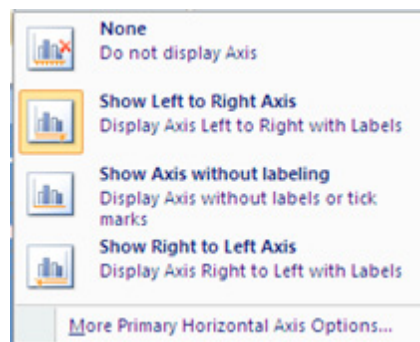 None
Do not display Axis
Show Left to Right Axis
Display Axis Left to Right with Labels
Show Axis without labeling
Display Axis without labels or tick
marks
Show Right to Left Axis
Display Axis Right to Left with Labels
More Primary Horizontal Axis Options...